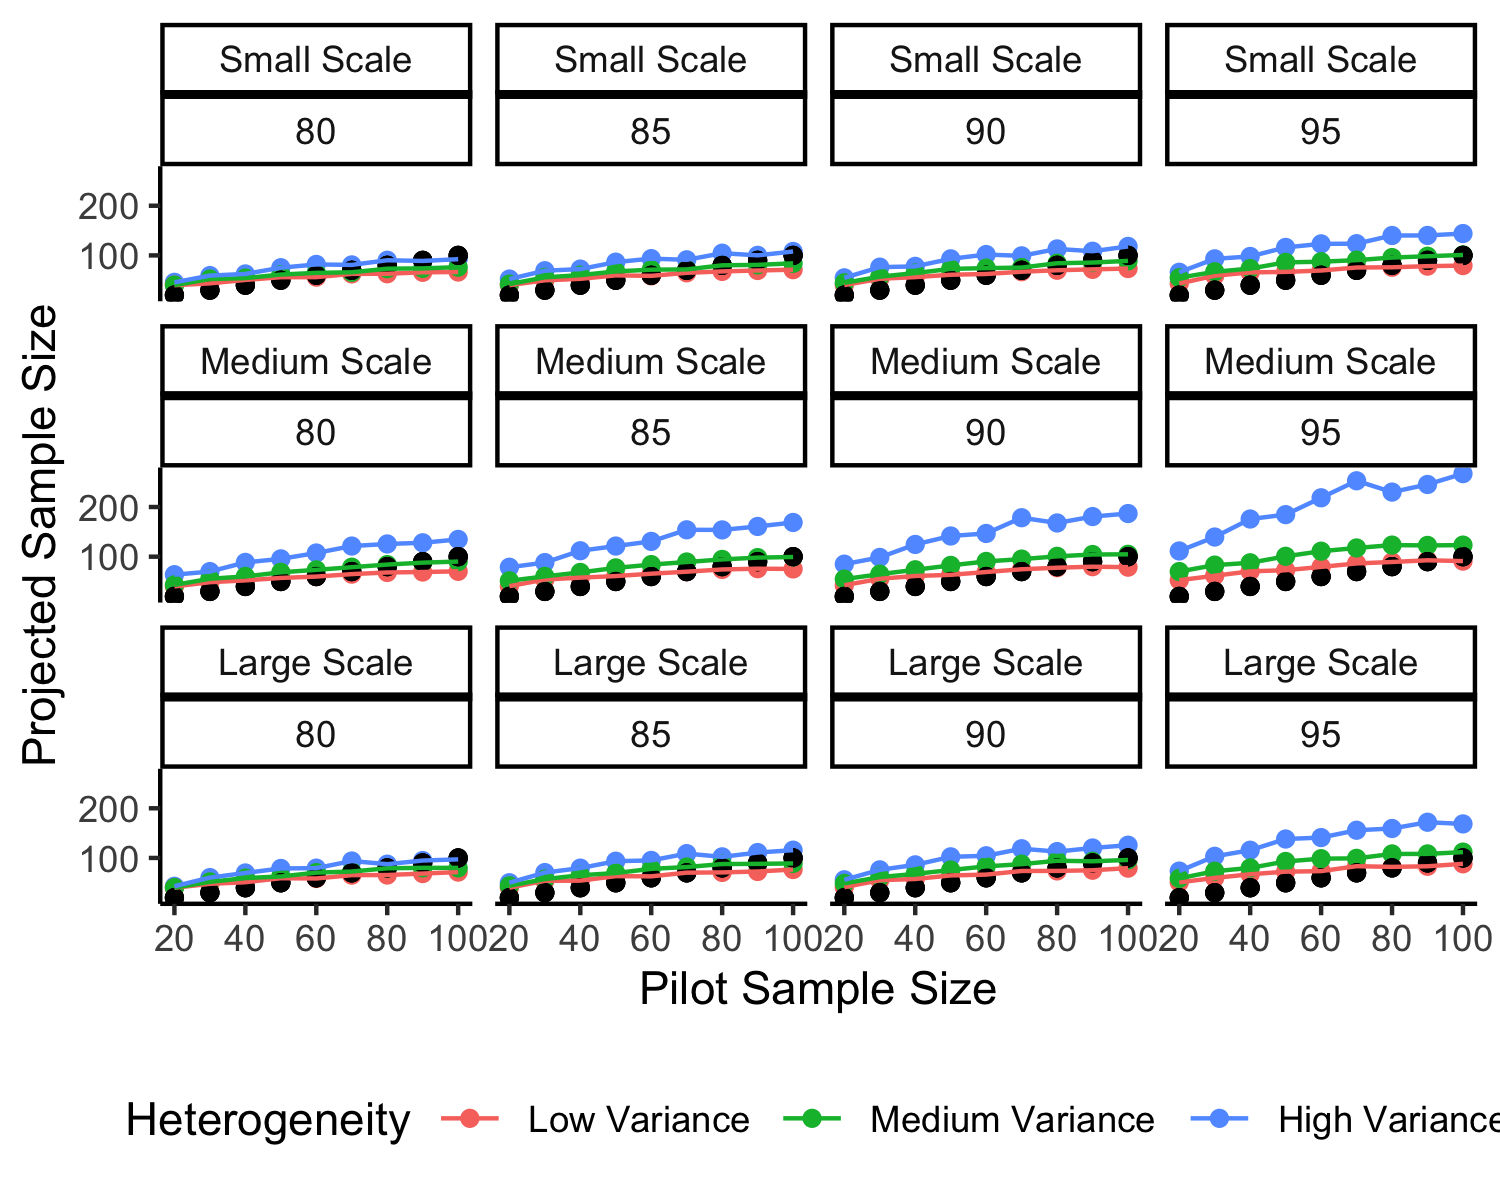 Small Scale Small Scale Small Scale Small Scale
80 85 90 95
200
100
Medium Scale Medium Scale Medium Scale Medium Scale
80 85 90 95
200
100
Large Scale Large Scale Large Scale Large Scale
80 85 90 95
200
100
20 40 60 80 100 20 40 60 80 100 20 40 60 80 100 20 40 60 80 100
Projected Sample Size
Pilot Sample Size
Heterogeneity Low Variance Medium Variance High Variance